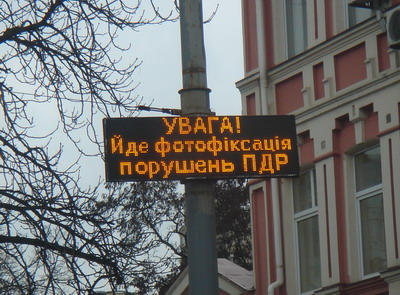 УВАГА!
Йде фотофіксація
порушень ПДР